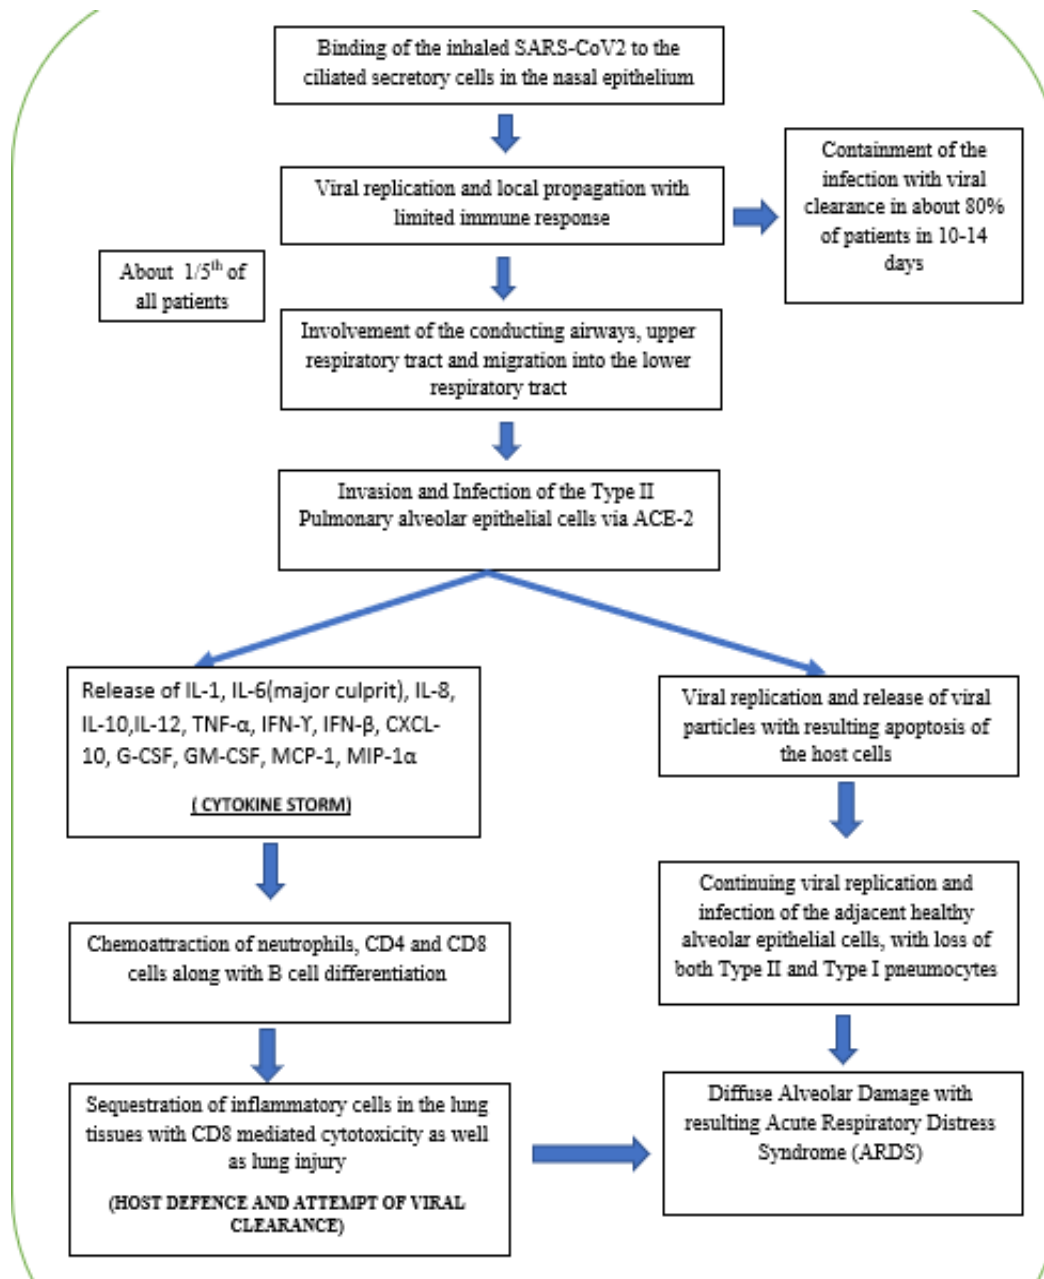 Binding of the inhaled SARS-CoV2 to the
ciliated secretory cells in the nasal epithelium
Viral replication and local propagation with
limited immune response
Containment of the
infection with viral
clearance in about 80%
of patients in 10-14
days
About 1/5th of
all patients
Involvement of the conducting airways, upper
respiratory tract and migration into the lower
respiratory tract
Invasion and Infection of the Type II
Pulmonary alveolar epithelial cells via ACE-2
Release of IL-1, IL-6(major culprit), IL-8,
IL-10,IL-12, TNF-α, IFN-ϒ, IFN-β, CXCL-
10, G-CSF, GM-CSF, MCP-1, MIP-1α
( CYTOKINE STORM)
Viral replication and release of viral
particles with resulting apoptosis of
the host cells
Chemoattraction of neutrophils, CD4 and CD8
cells along with B cell differentiation
Continuing viral replication and
infection of the adjacent healthy
alveolar epithelial cells, with loss of
both Type II and Type I pneumocytes
Sequestration of inflammatory cells in the lung
tissues with CD8 mediated cytotoxicity as well
as lung injury
(HOST DEFENCE AND ATTEMPT OF VIRAL
CLEARANCE)
Diffuse Alveolar Damage with
resulting Acute Respiratory Distress
Syndrome (ARDS)